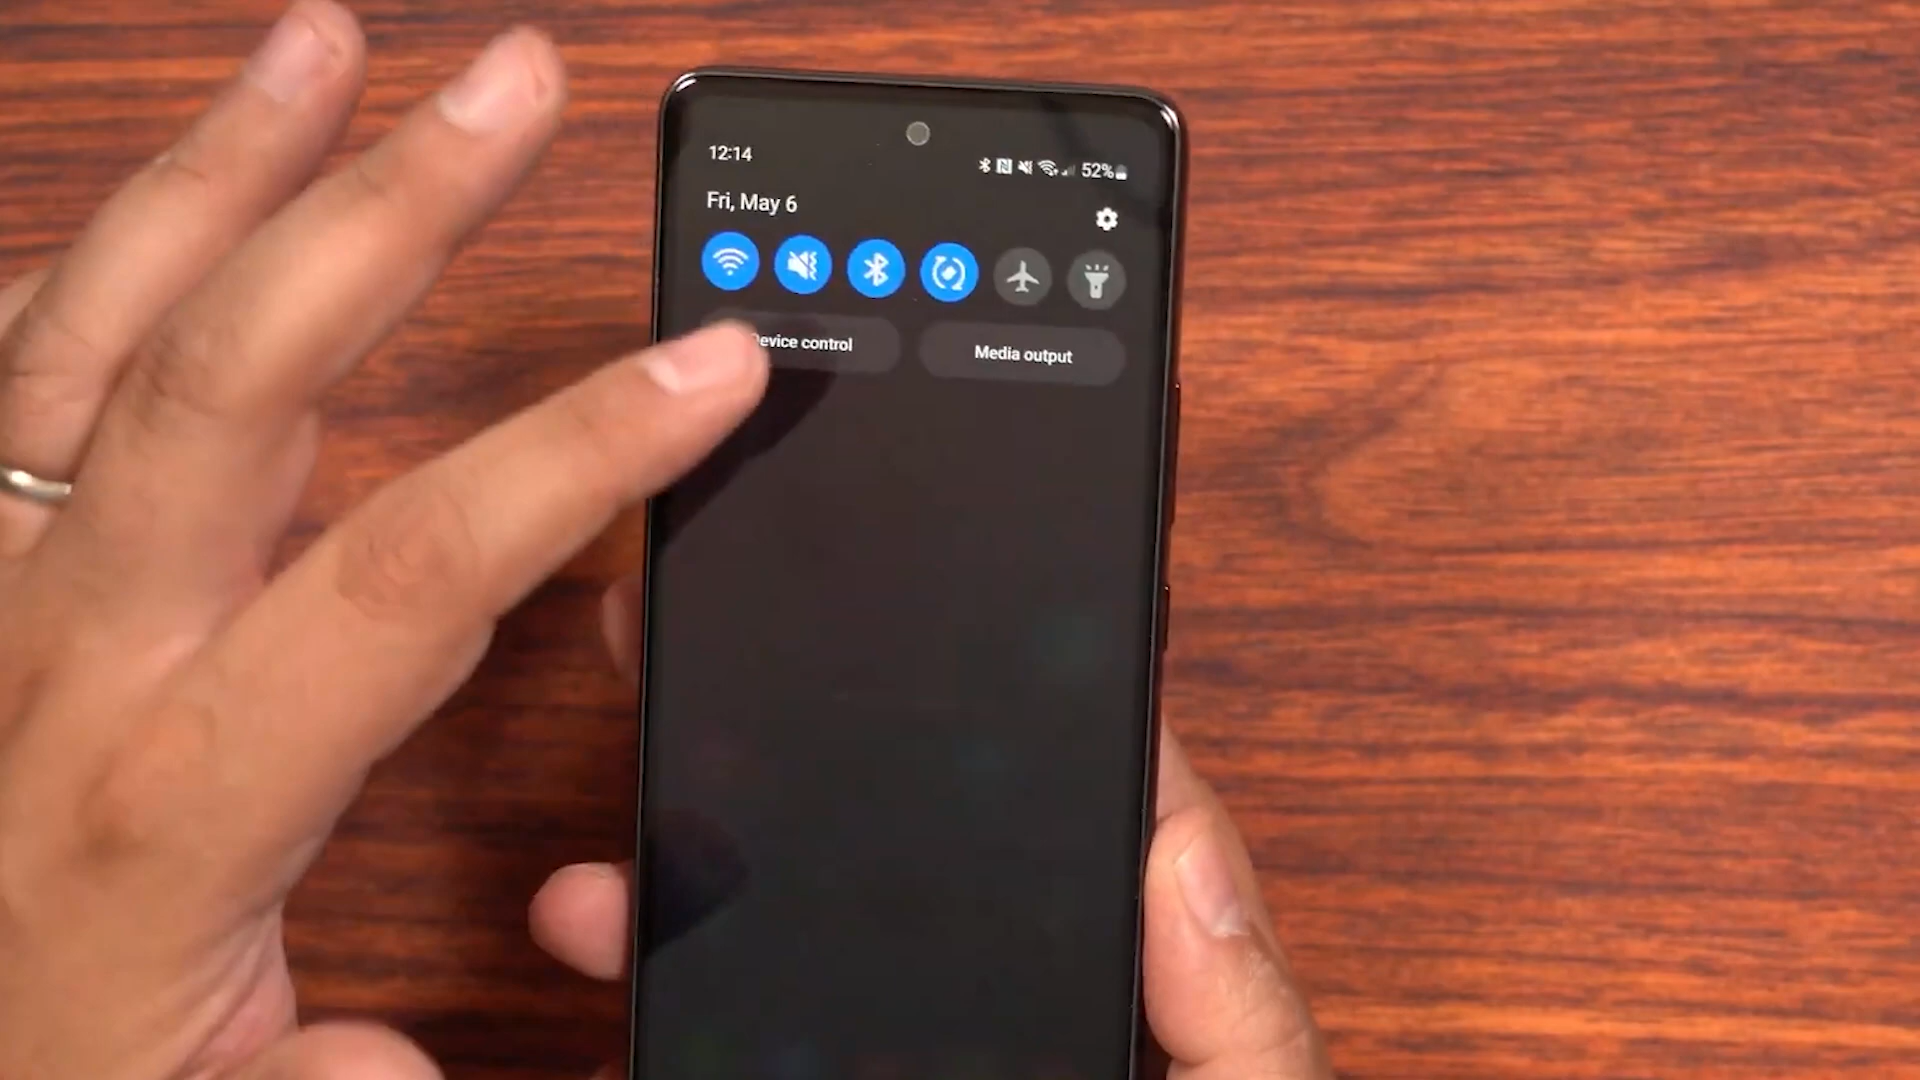 12:14
52%
Fri, May 6
Device control
Media output